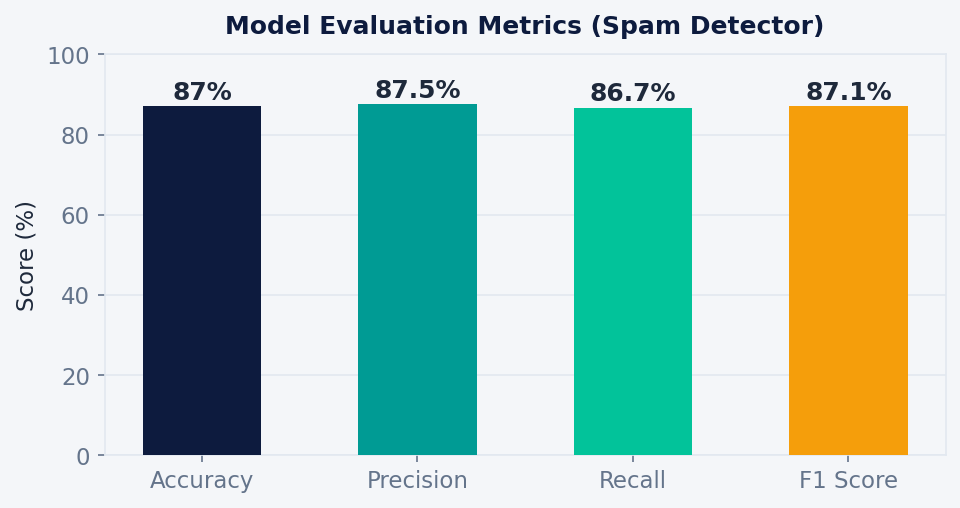 Model Evaluation Metrics (Spam Detector)
100
80
60
40
20
0
Score (%)
87%
87.5%
86.7%
87.1%
Accuracy
Precision
Recall
F1 Score